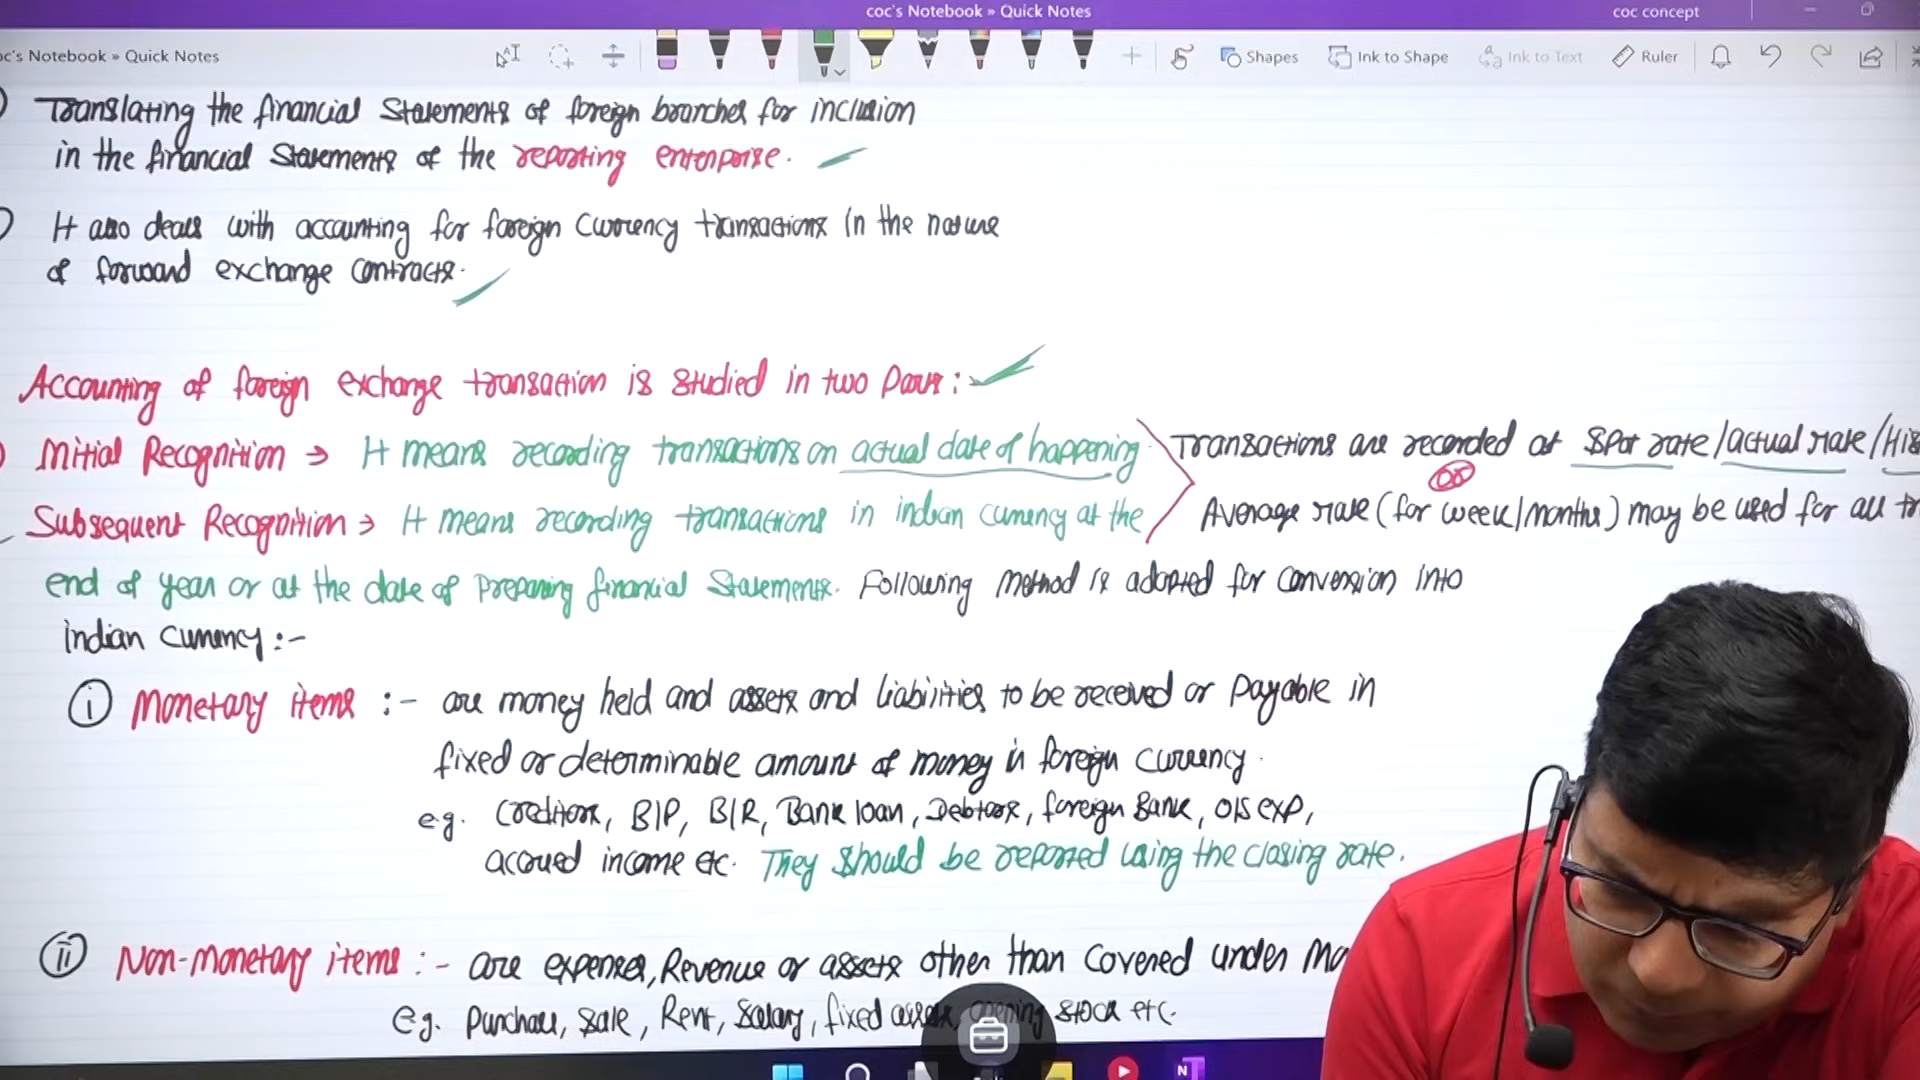 coc's Notebook » Quick Notes
coc concept
oc's Notebook » Quick Notes
Shapes
Ink to Shape
Ink to Text
Ruler
Translating the financial Statements of foreign branches for inclusion
in the financial Statements of the reporting enterprise.
It also deals with accounting for foreign currency transactions in the nature
of forward exchange contracts.
Accounting of foreign exchange transaction is studied in two Part :-
Initial Recognition → It means recording transactions on actual date of happening
Transactions are recorded at Spot rate/actual rate/His
OR
Subsequent Recognition → It means recording transactions in indian currency at the
Average rate (for week/months) may be used for all tr
end of year or at the date of preparing financial Statements. Following method is adopted for conversion into
indian currency :-
(i) Monetary items :- are money held and assets and liabilities to be received or Payable in
fixed or determinable amount of money in foreign currency.
e.g. Creditors, B/P, B/R, Bank loan, Debtors, foreign Bank, O/S exp,
accrued income etc. They should be reported using the closing rate.
(ii) Non-monetary items :- are expenses, Revenue or assets other than covered under Mo
e.g. Purchase, Sale, Rent, Salary, fixed assets, opening stock etc.